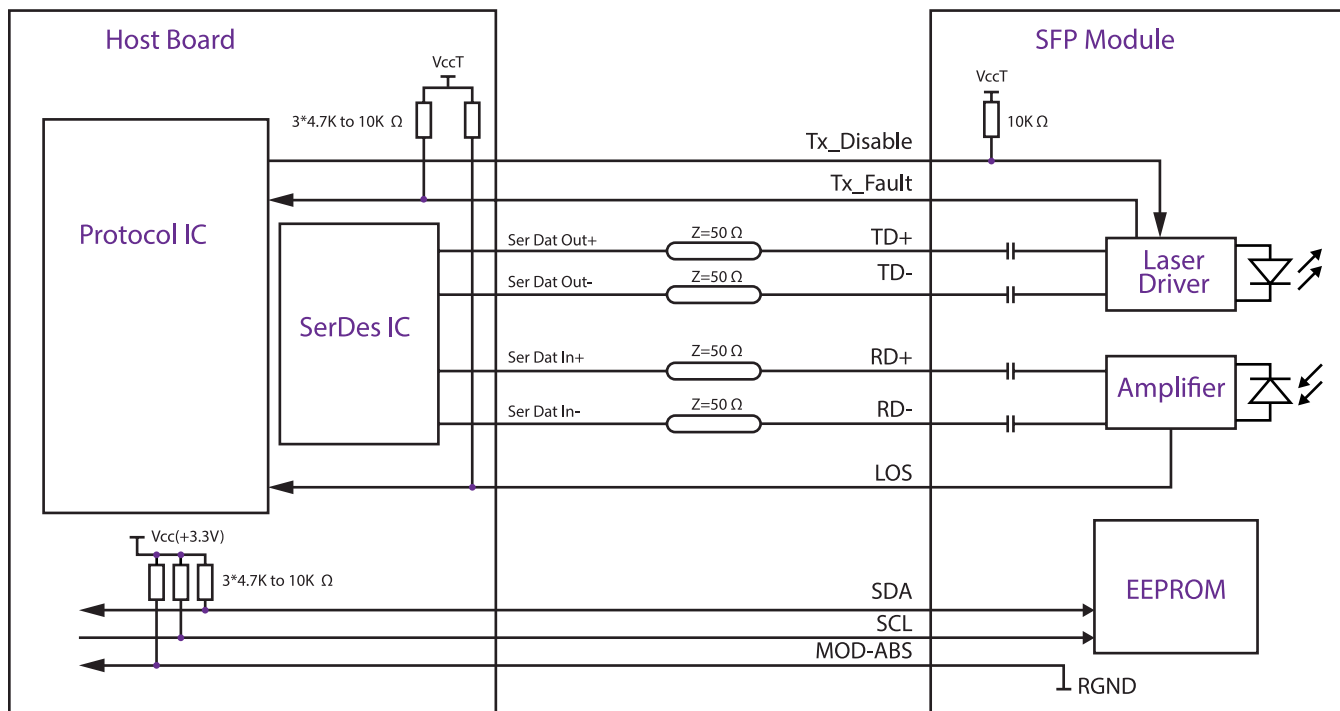 Host Board
SFP Module
VccT
VccT
3*4.7K to 10K Ω
10K Ω
Tx_Disable
Tx_Fault
Protocol IC
Ser Dat Out+
Z=50 Ω
TD+
Ser Dat Out-
Z=50 Ω
TD-
Laser
Driver
SerDes IC
Ser Dat In+
Z=50 Ω
RD+
Ser Dat In-
Z=50 Ω
RD-
Amplifier
LOS
Vcc(+3.3V)
3*4.7K to 10K Ω
SDA
SCL
MOD-ABS
EEPROM
RGND